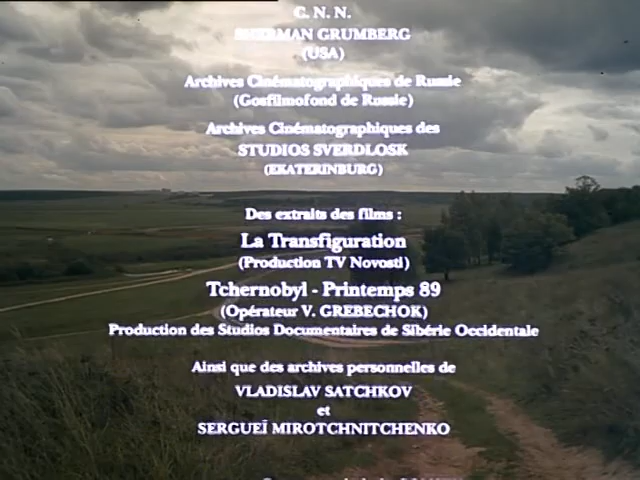 C. N. N.
SHERMAN GRUMBERG
(USA)
Archives Cinématographiques de Russie
(Gosfilmofond de Russie)
Archives Cinématographiques des
STUDIOS SVERDLOSK
(EKATERINBURG)
Des extraits des films :
La Transfiguration
(Production TV Novosti)
Tchernobyl - Printemps 89
(Opérateur V. GREBECHOK)
Production des Studios Documentaires de Sibérie Occidentale
Ainsi que des archives personnelles de
VLADISLAV SATCHKOV
et
SERGUEÏ MIROTCHNITCHENKO